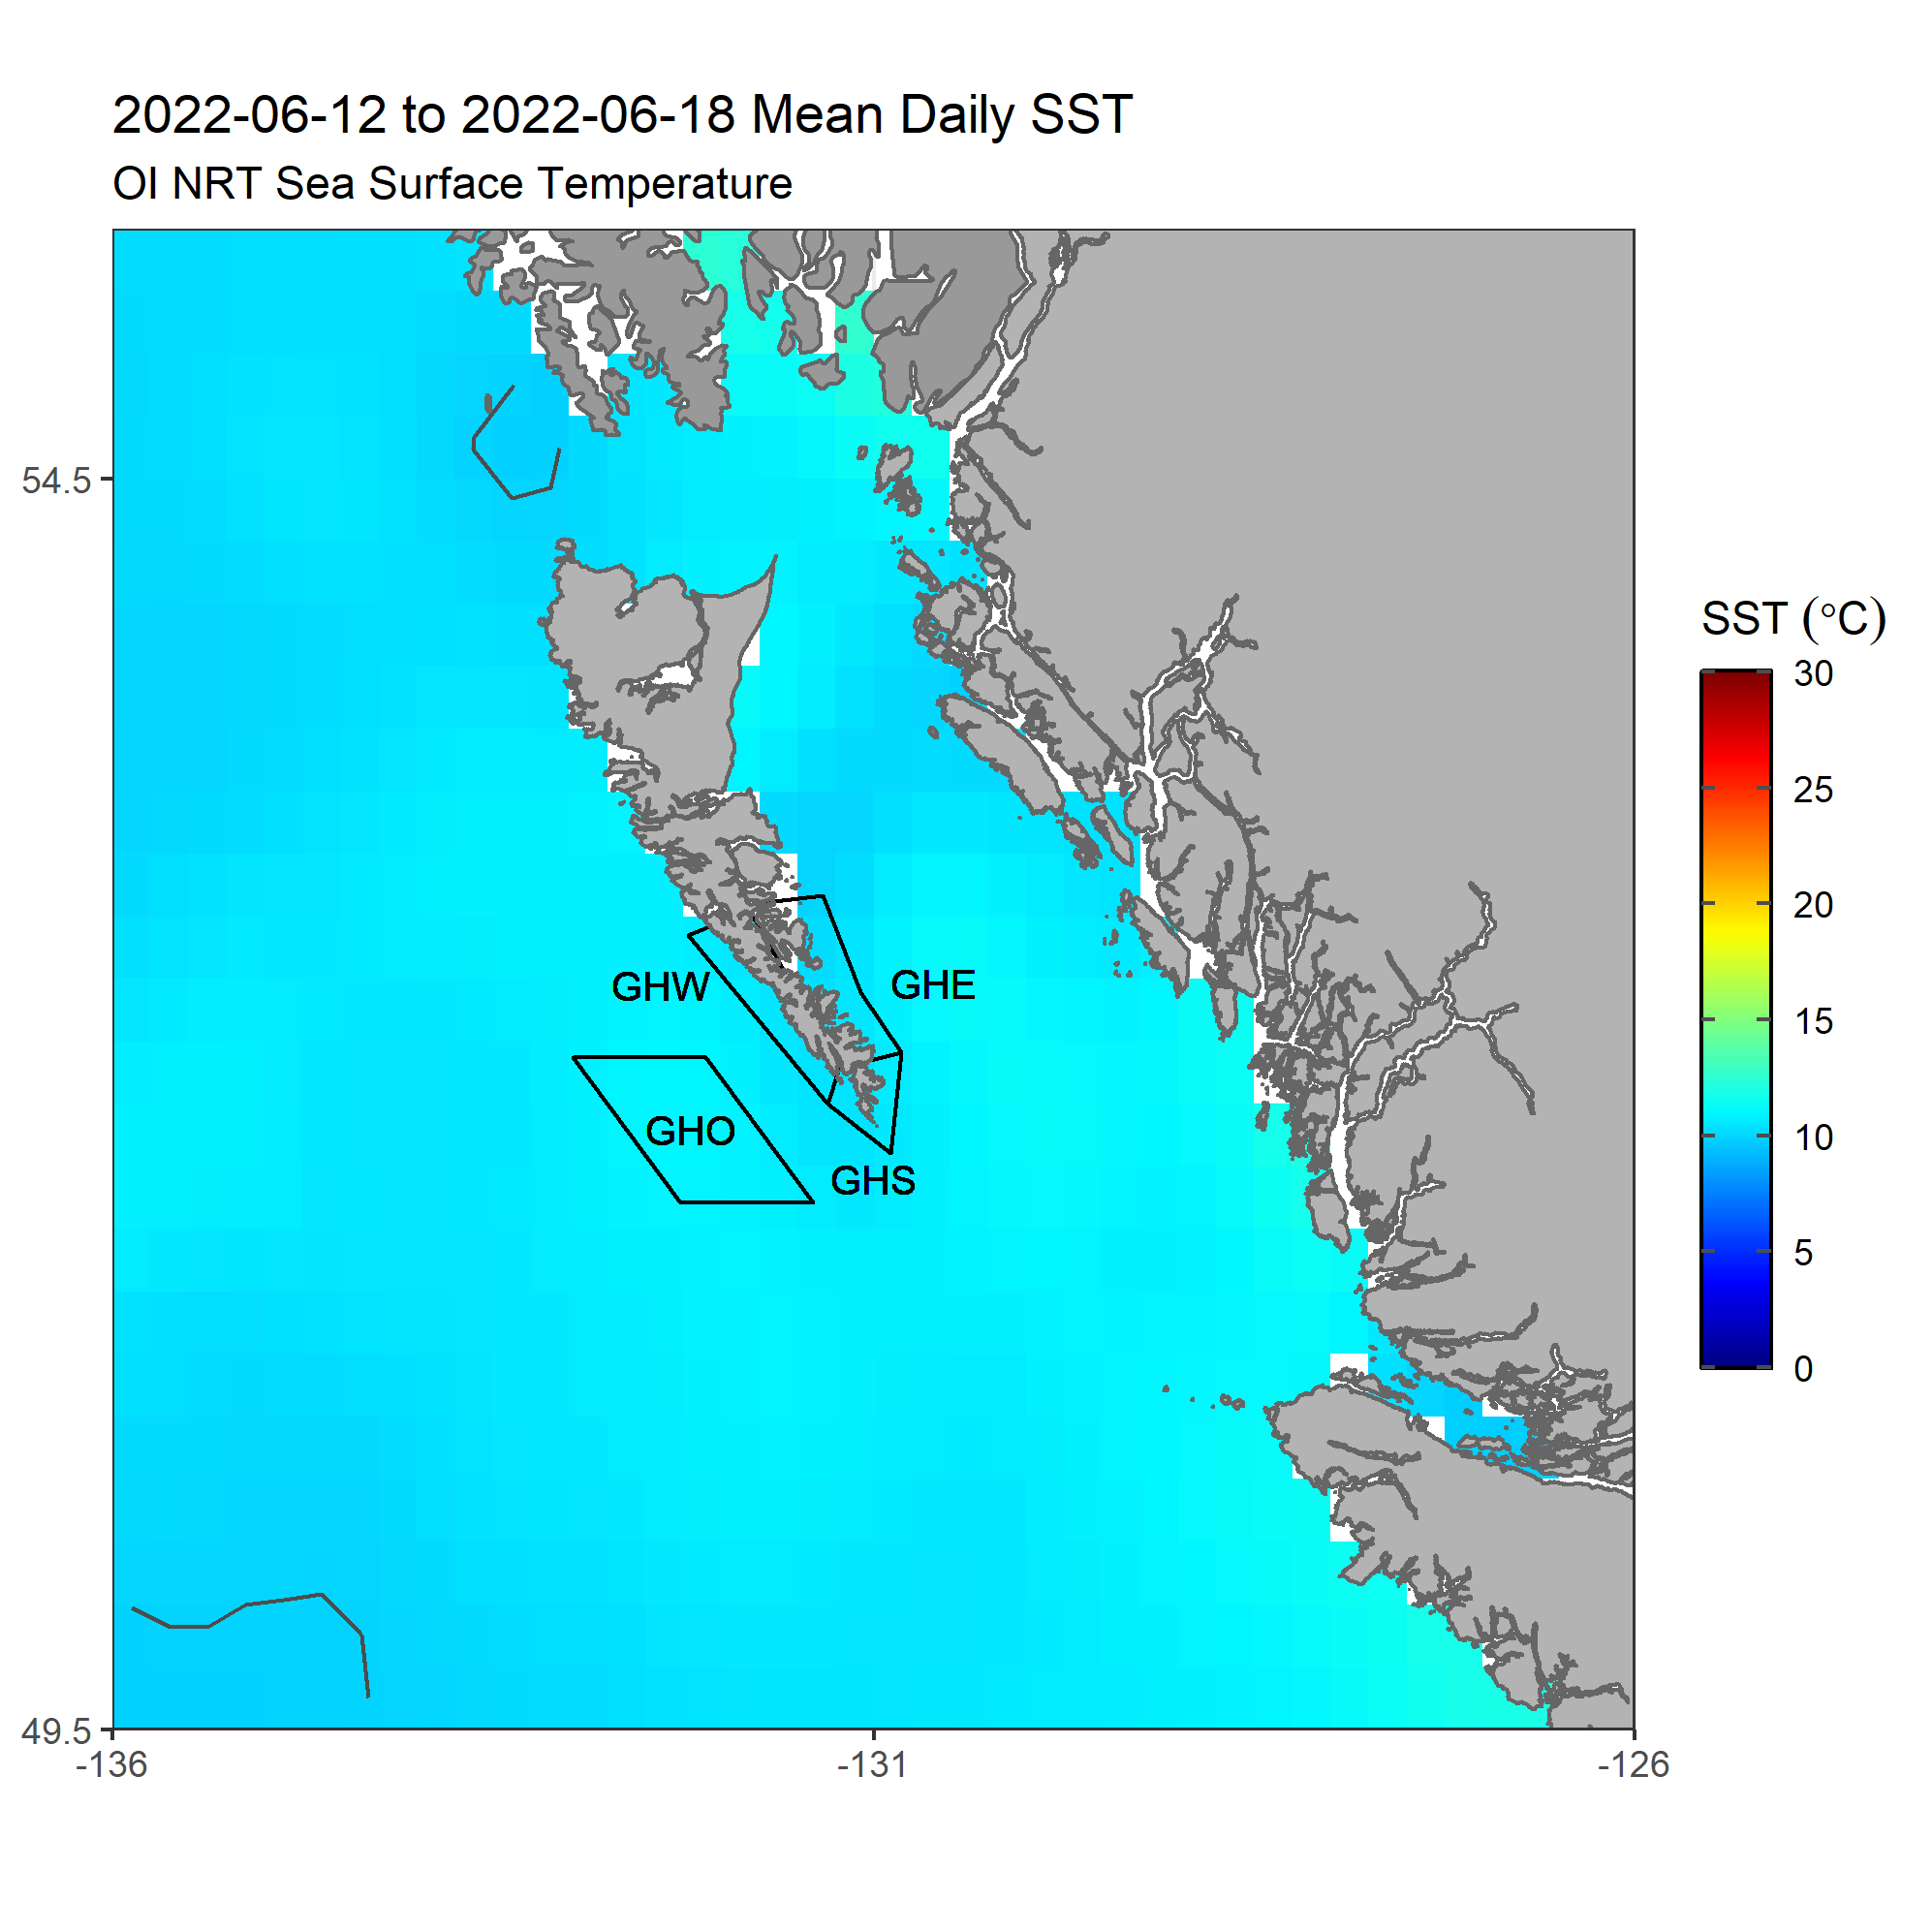 2022-06-12 to 2022-06-18 Mean Daily SST
OI NRT Sea Surface Temperature
54.5
49.5
-136
-131
-126
GHW
GHE
GHO
GHS
SST (°C)
30
25
20
15
10
5
0